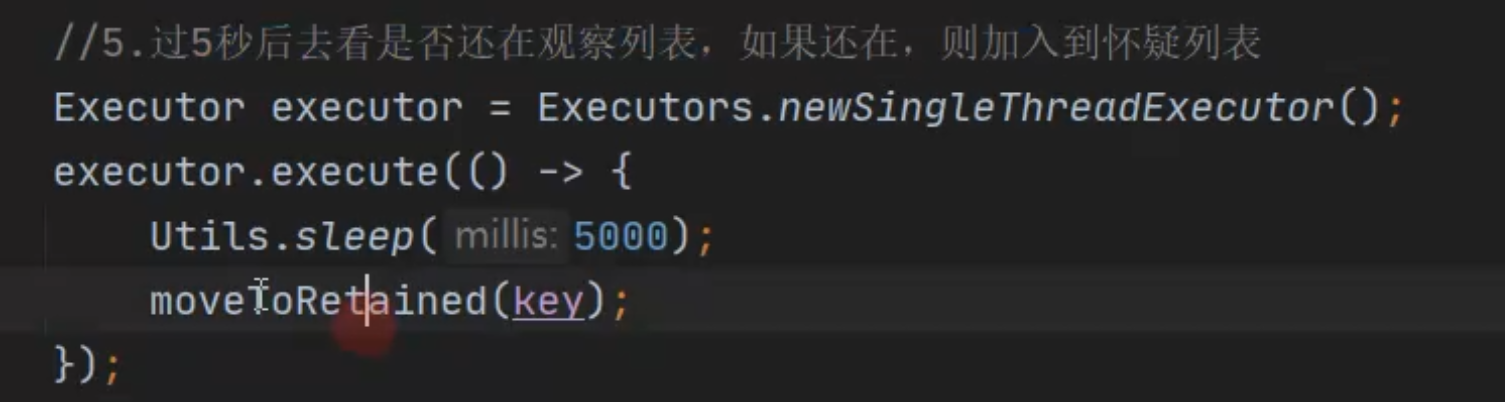 //5.过5秒后去看是否还在观察列表，如果还在，则加入到怀疑列表
Executor executor = Executors.newSingleThreadExecutor();
executor.execute(() -> {
Utils.sleep( millis: 5000);
moveToRetained(key);
});